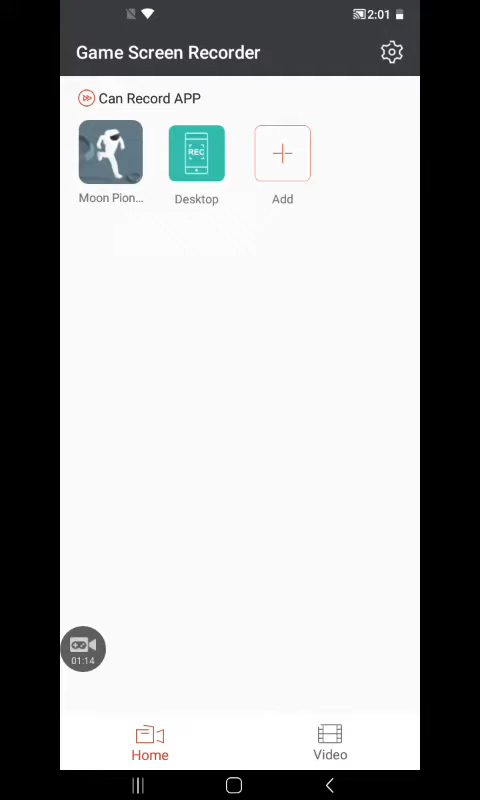 2:01
Game Screen Recorder
Can Record APP
REC
Moon Pion...
Desktop
Add
01:14
Home
Video